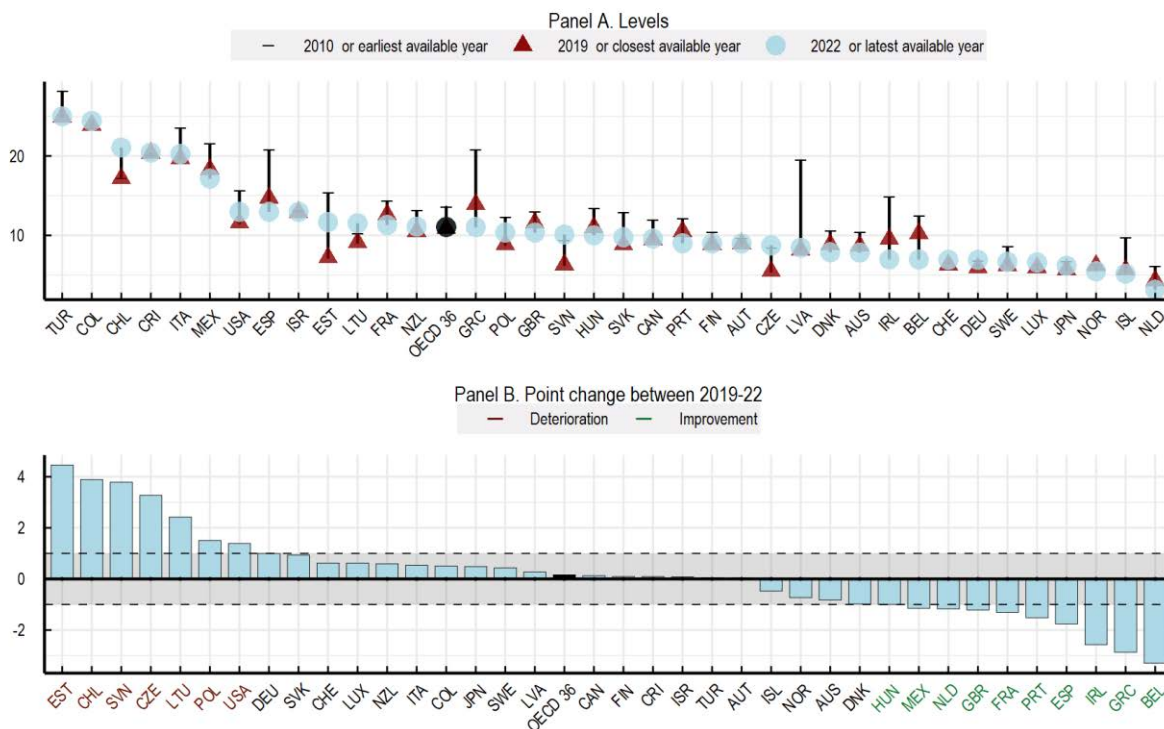 Panel A. Levels
2010 or earliest available year 2019 or closest available year 2022 or latest available year
20
10
TUR COL CHL CRI ITA MEX USA ESP ISR EST LTU FRA NZL OECD 36 GRC POL GBR SVN HUN SVK CAN PRT FIN AUT CZE LVA DNK AUS IRL BEL CHE DEU SWE LUX JPN NOR ISL NLD
Panel B. Point change between 2019-22
Deterioration Improvement
4
2
0
-2
EST CHL SVN CZE LTU POL USA DEU SVK CHE LUX NZL ITA COL JPN SWE LVA OECD 36 CAN FIN CRI ISR TUR AUT ISL NOR AUS DNK HUN MEX NLD GBR FRA PRT ESP IRL GRC BEL